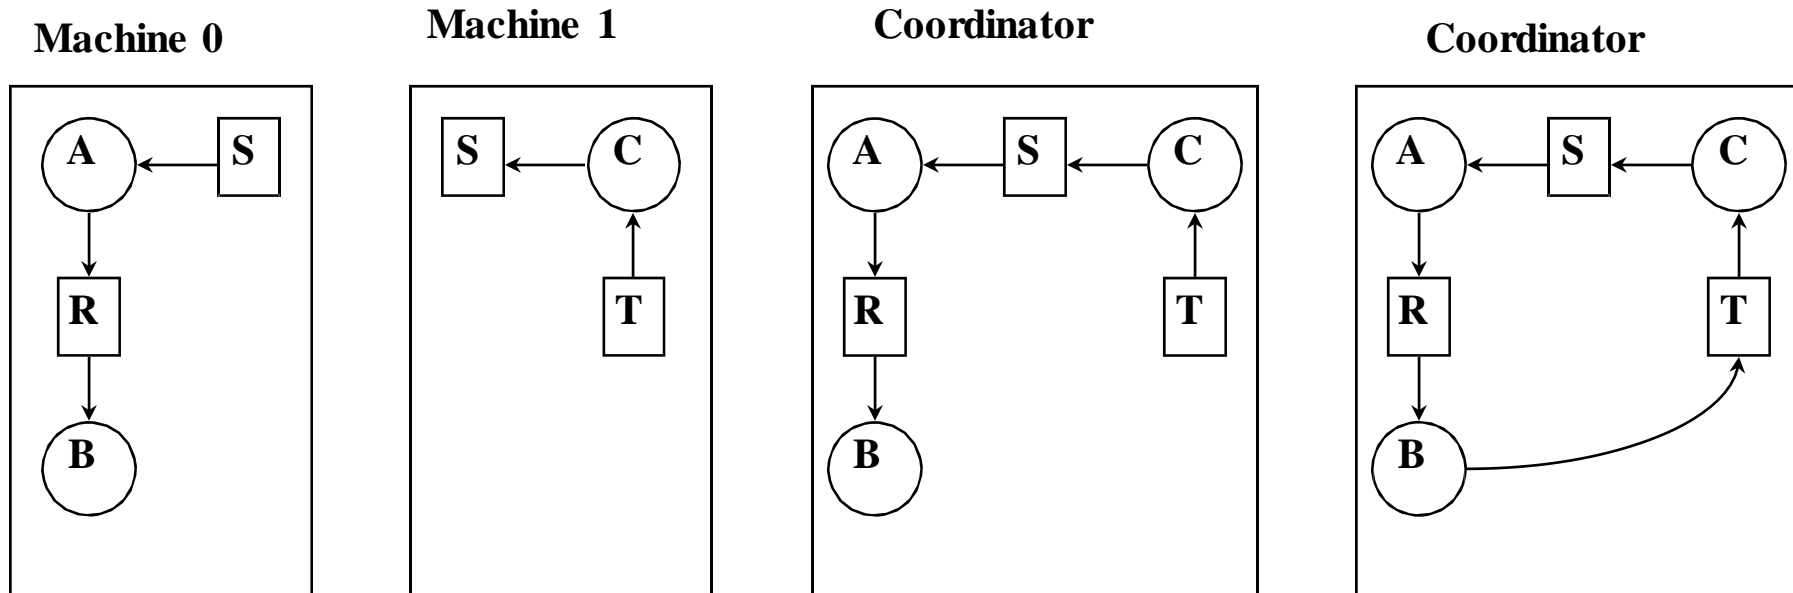 Machine 0
Machine 1
Coordinator
Coordinator
A S
S C
A S C
A S C
R
T
R T
R T
B
B
B